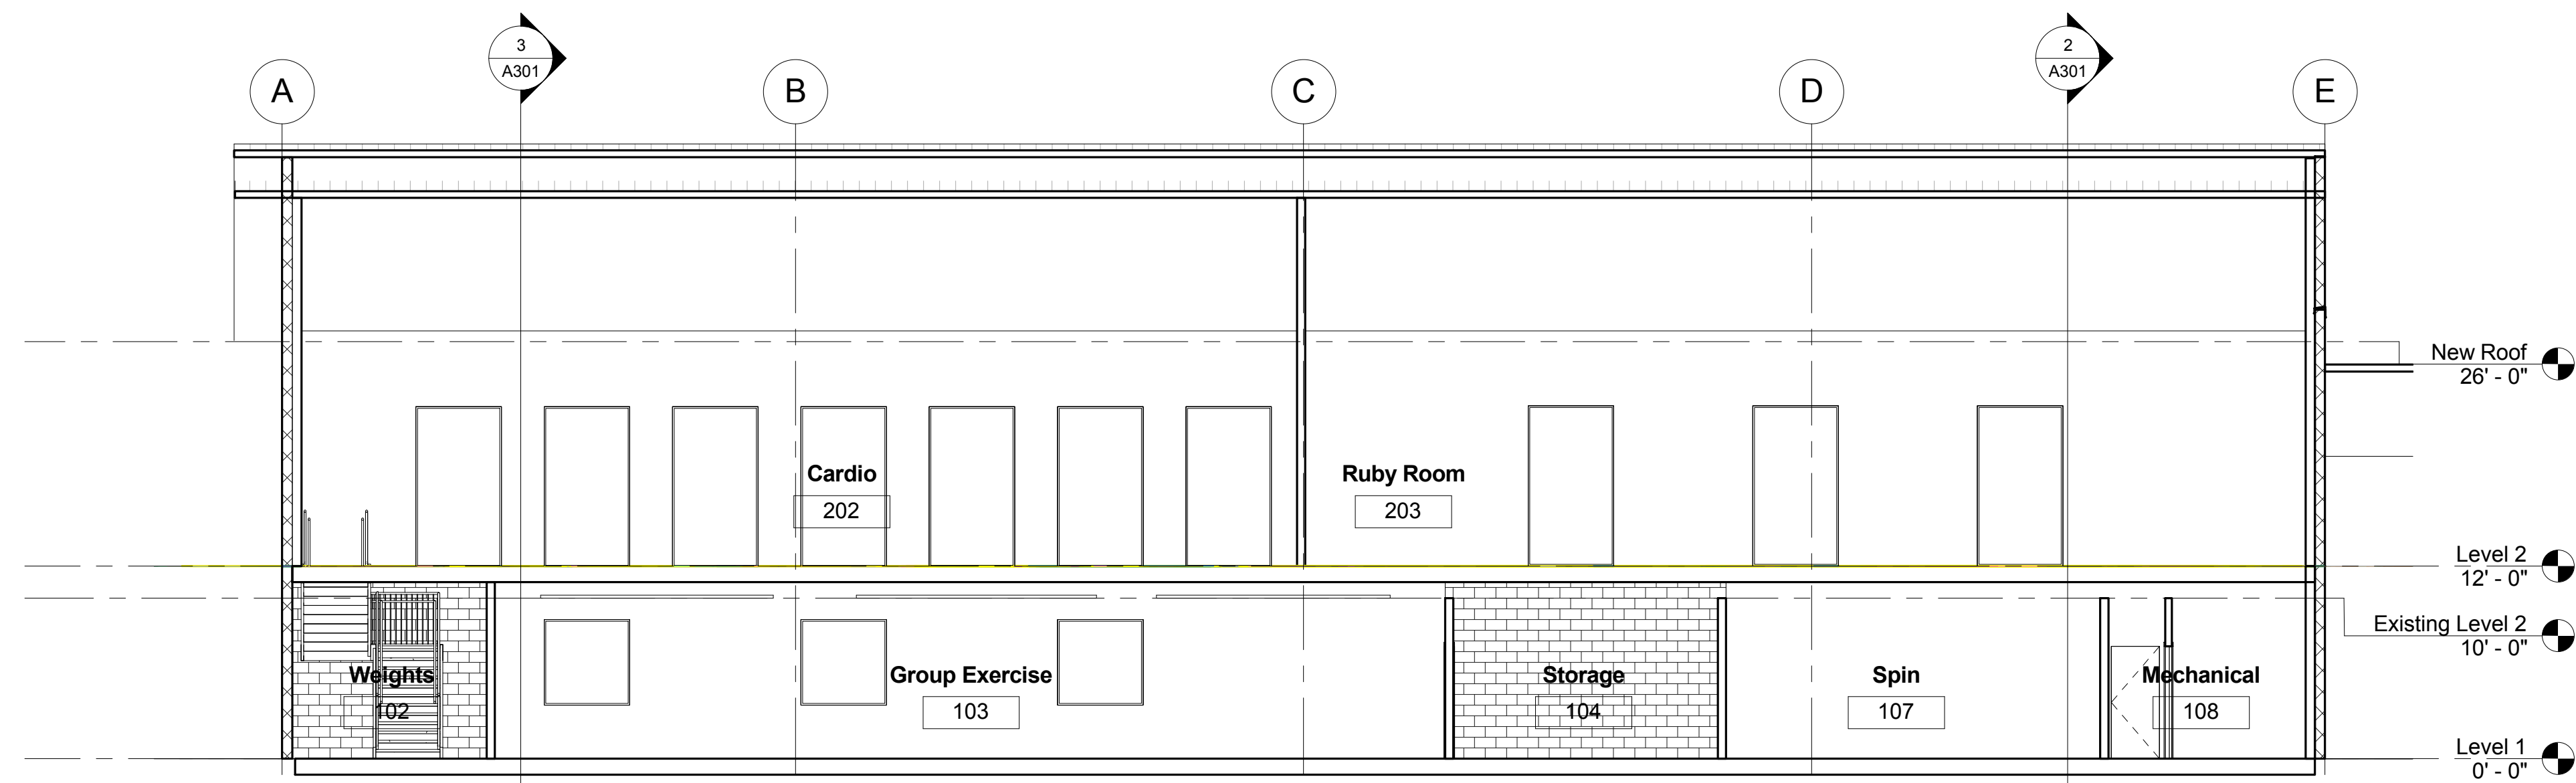 3
A301
2
A301
A
B
C
D
E
New Roof
26' - 0"
Cardio
202
Ruby Room
203
Level 2
12' - 0"
Existing Level 2
10' - 0"
Weights
102
Group Exercise
103
Storage
104
Spin
107
Mechanical
108
Level 1
0' - 0"